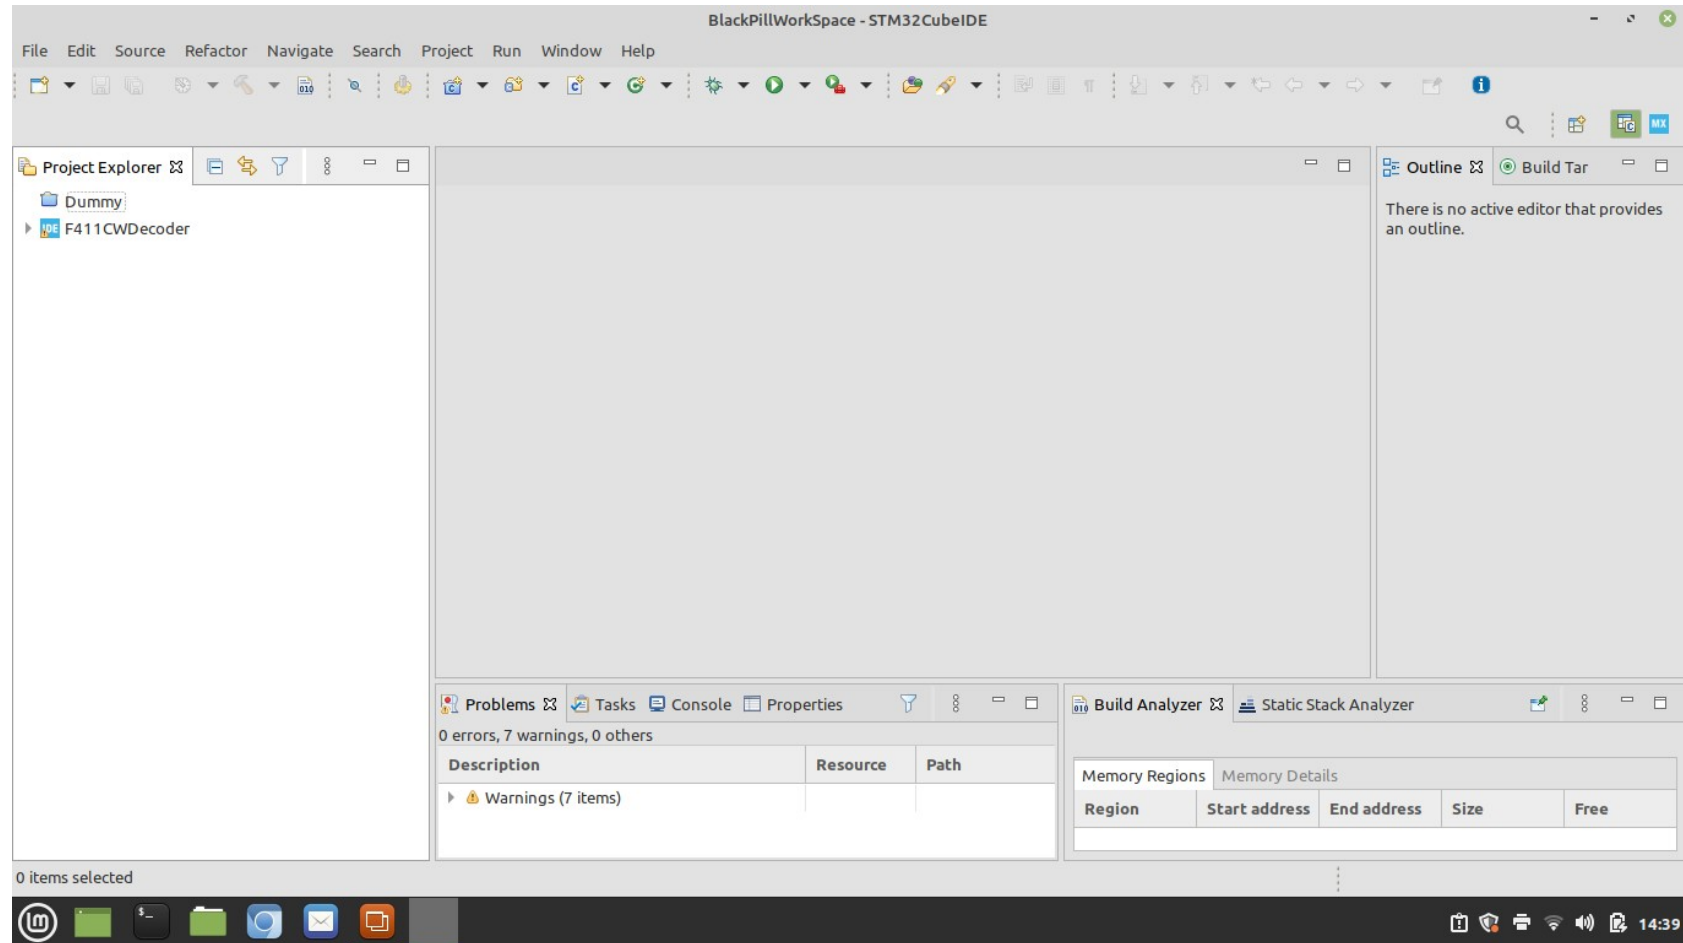 BlackPillWorkSpace - STM32CubeIDE
File Edit Source Refactor Navigate Search Project Run Window Help
MX
Project Explorer
Outline
Build Tar
Dummy
IDE F411CWDecoder
There is no active editor that provides
an outline.
Problems Tasks Console Properties
Build Analyzer Static Stack Analyzer
0 errors, 7 warnings, 0 others
Description Resource Path
Warnings (7 items)
Memory Regions Memory Details
Region Start address End address Size Free
0 items selected
14:39